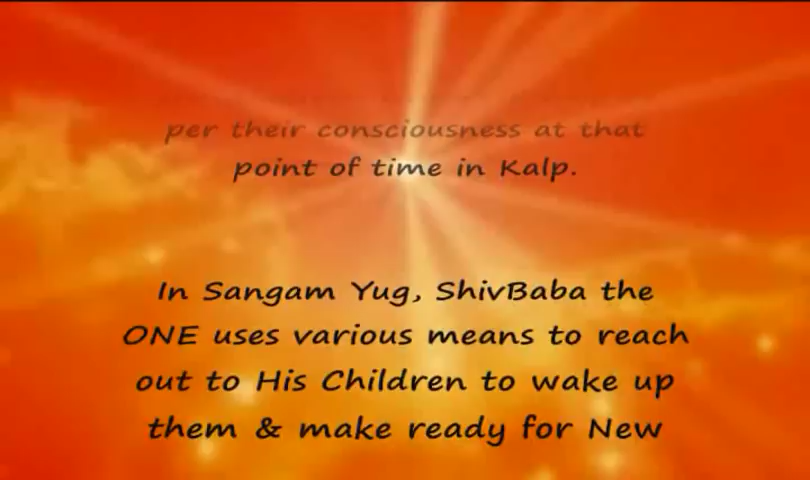 per their consciousness at that
point of time in Kalp.
In Sangam Yug, ShivBaba the
ONE uses various means to reach
out to His Children to wake up
them & make ready for New